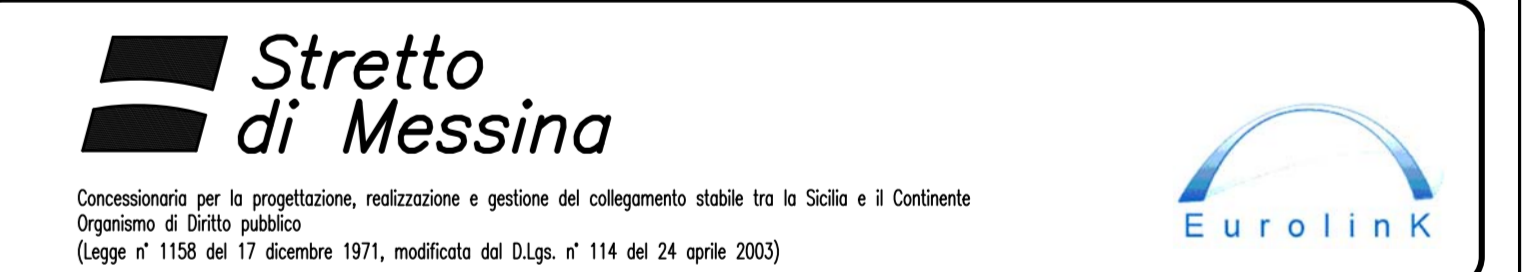 Stretto
di Messina
Concessionaria per la progettazione, realizzazione e gestione del collegamento stabile tra la Sicilia e il Continente
Organismo di Diritto pubblico
(Legge n° 1158 del 17 dicembre 1971, modificata dal D.Lgs. n° 114 del 24 aprile 2003)
EurolinK